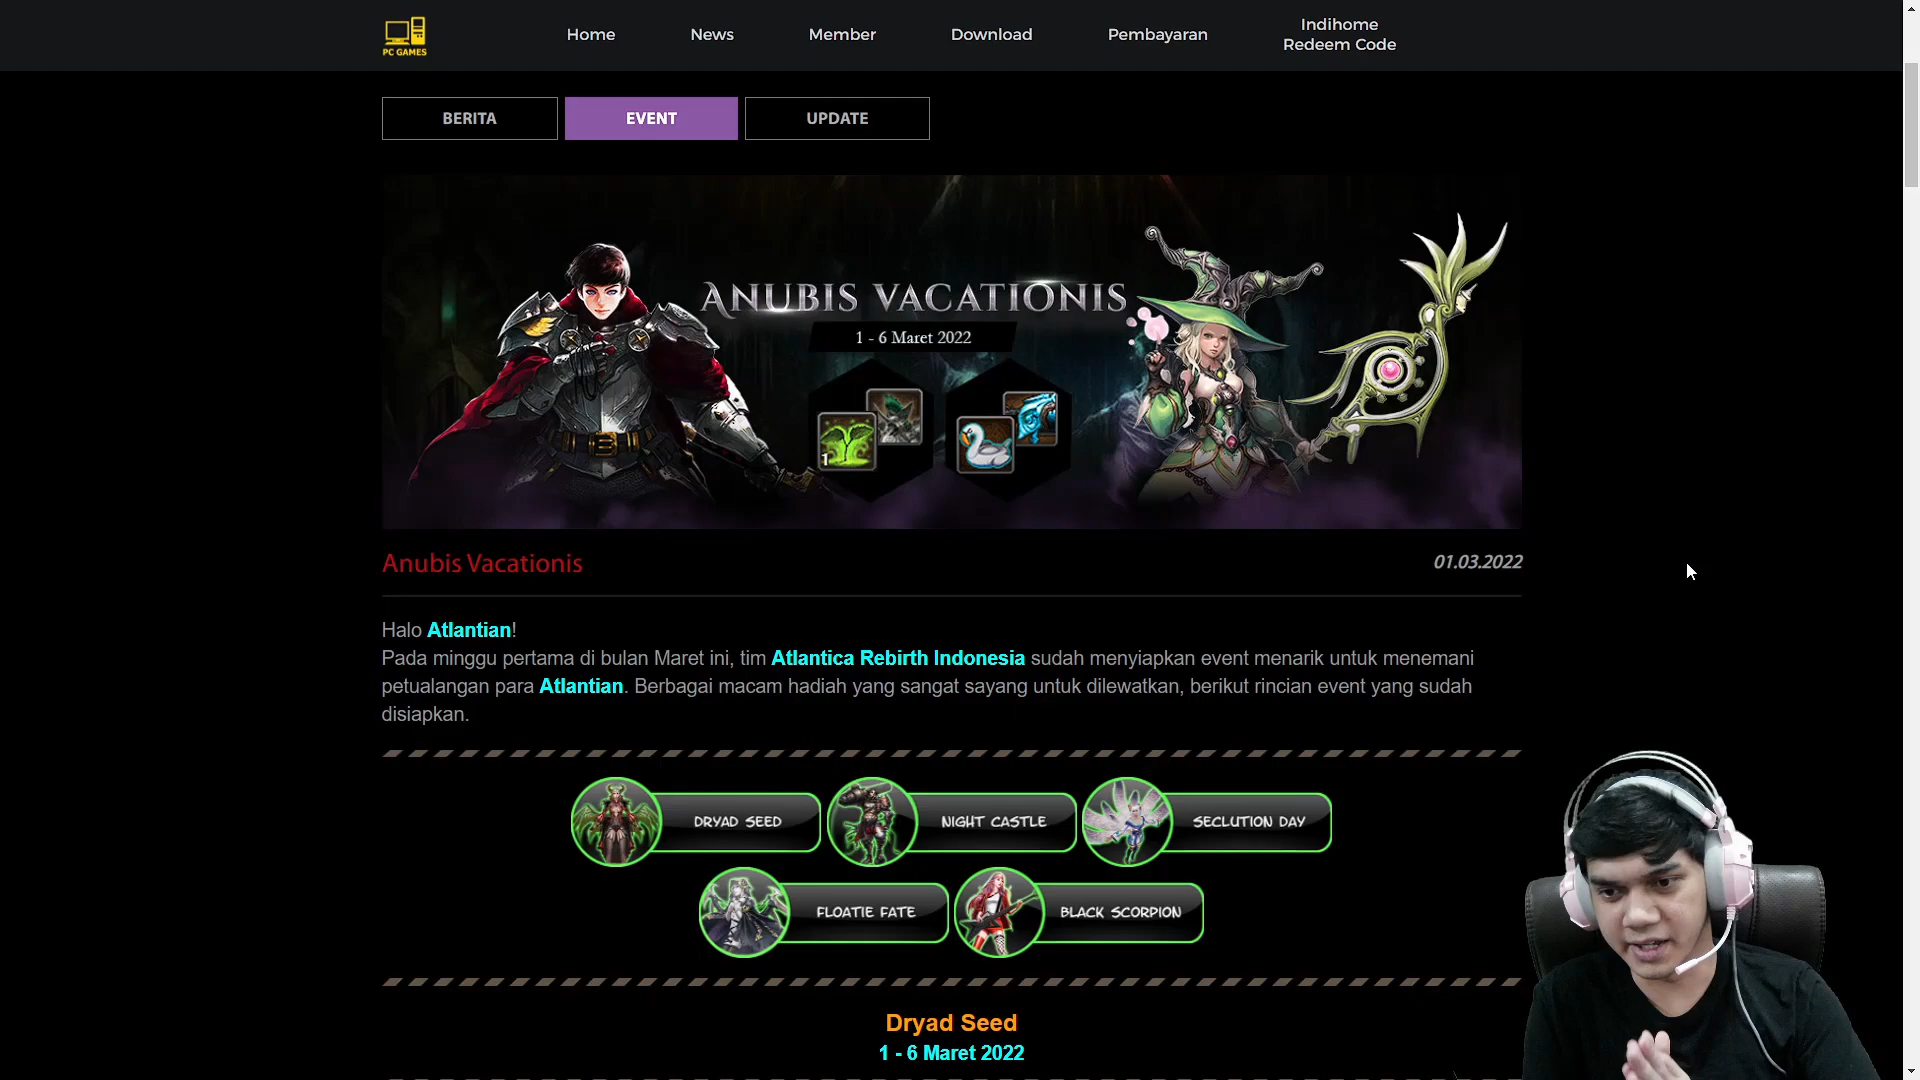 PC GAMES
Home
News
Member
Download
Pembayaran
Indihome
Redeem Code
BERITA
EVENT
UPDATE
ANUBIS VACATIONIS
1 - 6 Maret 2022
1
Anubis Vacationis
01.03.2022
Halo Atlantian!
Pada minggu pertama di bulan Maret ini, tim Atlantica Rebirth Indonesia sudah menyiapkan event menarik untuk menemani
petualangan para Atlantian. Berbagai macam hadiah yang sangat sayang untuk dilewatkan, berikut rincian event yang sudah
disiapkan.
DRYAD SEED
NIGHT CASTLE
SECLUTION DAY
FLOATIE FATE
BLACK SCORPION
Dryad Seed
1 - 6 Maret 2022